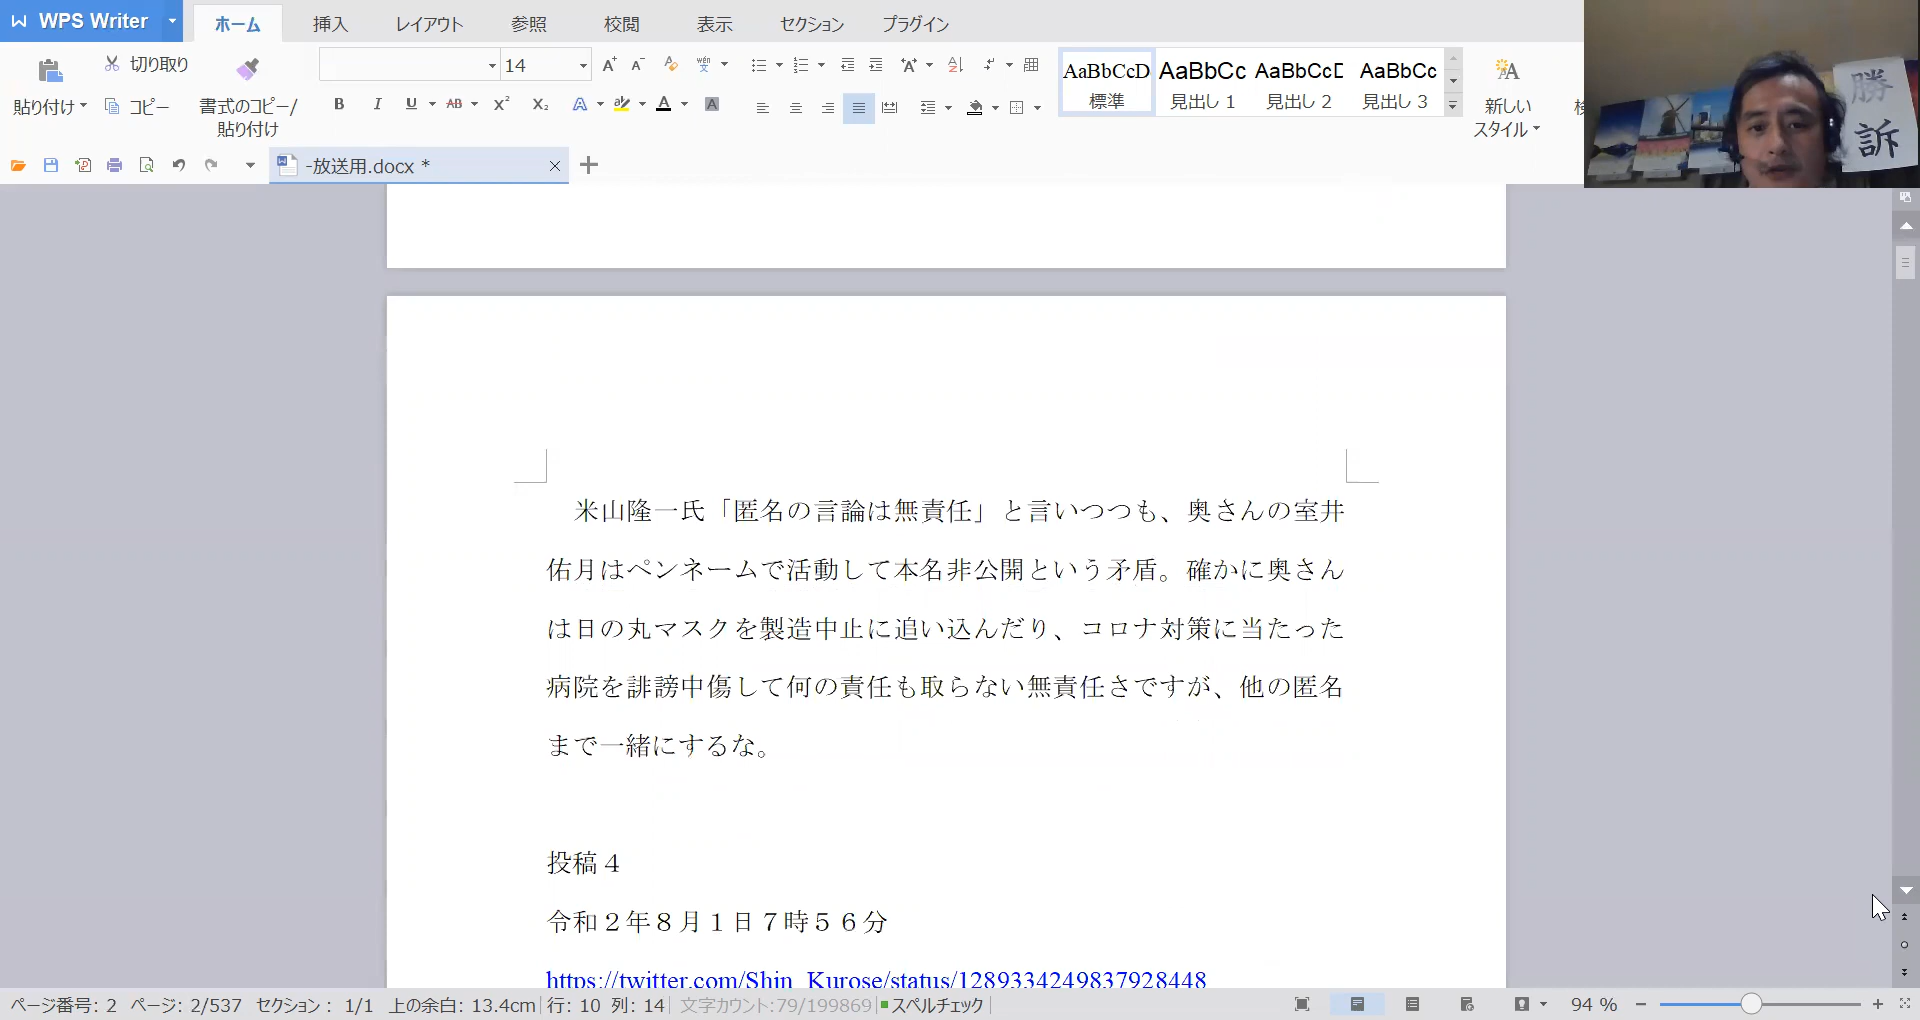 WPS Writer
ホーム
挿入
レイアウト
参照
校閲
表示
セクション
プラグイン
貼り付け
切り取り
コピー
書式のコピー/
貼り付け
14
AaBbCcD
標準
AaBbCc
見出し 1
AaBbCcD
見出し 2
AaBbCc
見出し 3
新しい
スタイル
勝
訴
-放送用.docx *
米山隆一氏「匿名の言論は無責任」と言いつつも、奥さんの室井
佑月はペンネームで活動して本名非公開という矛盾。確かに奥さん
は日の丸マスクを製造中止に追い込んだり、コロナ対策に当たった
病院を誹謗中傷して何の責任も取らない無責任さですが、他の匿名
まで一緒にするな。
投稿４
令和２年８月１日７時５６分
https://twitter.com/Shin_Kurose/status/1289334249837928448
ページ番号: 2 ページ: 2/537 セクション: 1/1 上の余白: 13.4cm 行: 10 列: 14 文字カウント:79/199869 スペルチェック
94 %